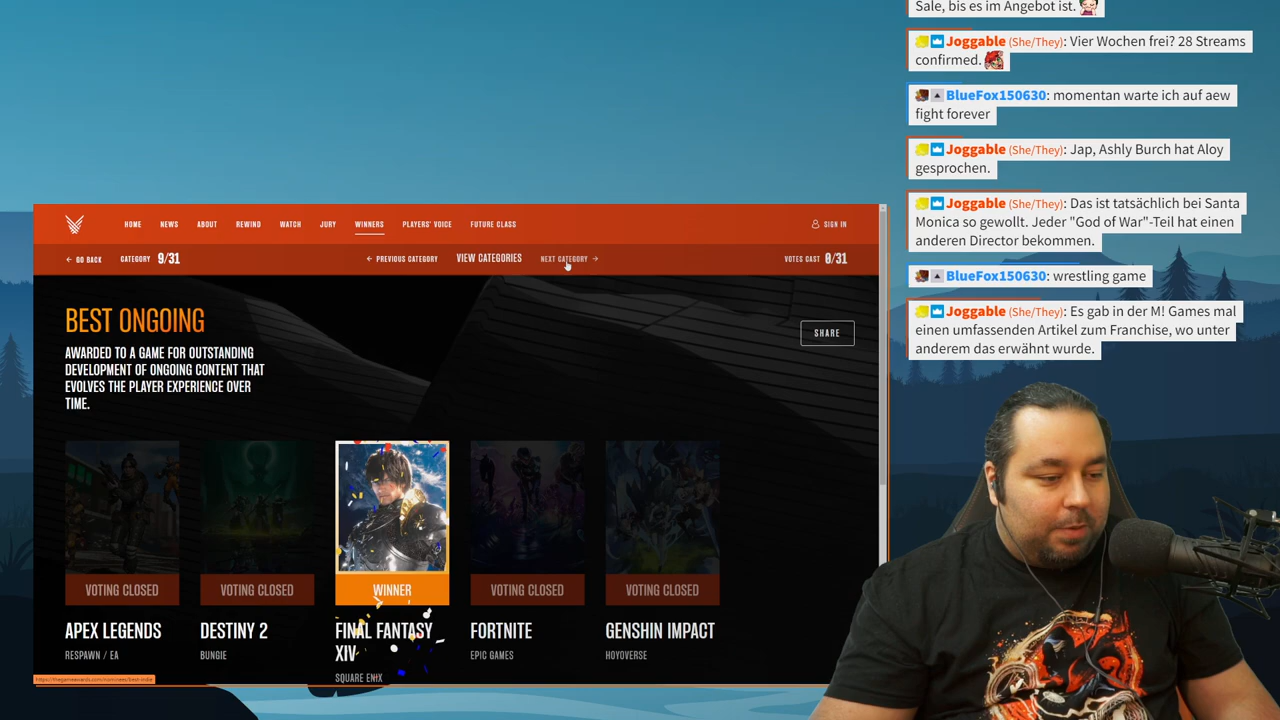 Sale, bis es im Angebot ist.
Joggable (She/They): Vier Wochen frei? 28 Streams
confirmed.
BlueFox150630: momentan warte ich auf aew
fight forever
Joggable (She/They): Jap, Ashly Burch hat Aloy
gesprochen.
Joggable (She/They): Das ist tatsächlich bei Santa
Monica so gewollt. Jeder "God of War"-Teil hat einen
anderen Director bekommen.
BlueFox150630: wrestling game
Joggable (She/They): Es gab in der M! Games mal
einen umfassenden Artikel zum Franchise, wo unter
anderem das erwähnt wurde.
HOME NEWS ABOUT REWIND WATCH JURY WINNERS PLAYERS' VOICE FUTURE CLASS SIGN IN
← GO BACK CATEGORY 9/31 ← PREVIOUS CATEGORY VIEW CATEGORIES NEXT CATEGORY → VOTES CAST 0/31
BEST ONGOING
SHARE
AWARDED TO A GAME FOR OUTSTANDING
DEVELOPMENT OF ONGOING CONTENT THAT
EVOLVES THE PLAYER EXPERIENCE OVER
TIME.
VOTING CLOSED VOTING CLOSED WINNER VOTING CLOSED VOTING CLOSED
APEX LEGENDS
RESPAWN / EA
DESTINY 2
BUNGIE
FINAL FANTASY
XIV
SQUARE ENIX
FORTNITE
EPIC GAMES
GENSHIN IMPACT
HOYOVERSE
https://thegameawards.com/nominees/best-indie